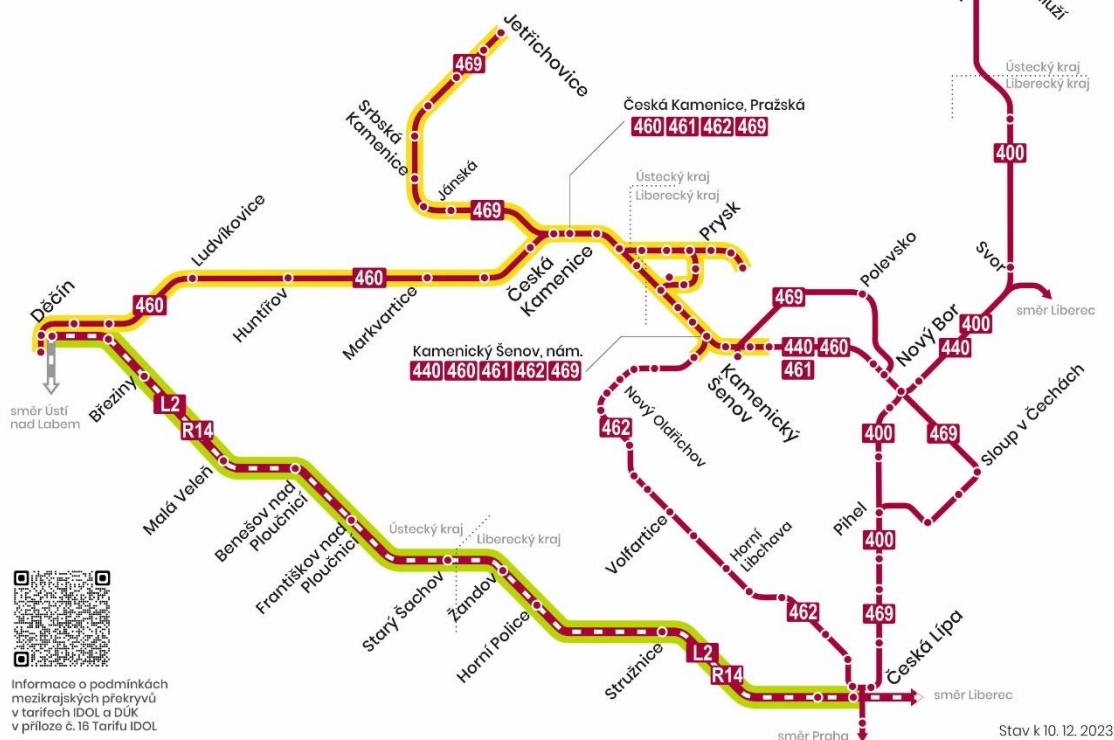 uží
Ústecký kraj
Liberecký kraj
Jetřichovice
469
Česká Kamenice, Pražská
460 461 462 469
400
Srbská
Kamenice
Jánská
469
Ústecký kraj
Liberecký kraj
Prysk
Ludvíkovice
Polevsko
Svor
460
Česká
Kamenice
469
Děčín
460
Huntířov
Markvartice
směr Liberec
400
Nový Bor
440
Kamenický Šenov, nám.
440 460 461 462 469
440 460
461
Kamenický
Šenov
směr Ústí
nad Labem
Březiny
L2
R14
Nový Oldřichov
462
400
469
Sloup v Čechách
Malá Veleň
Benešov nad
Ploučnicí
Volfartice
Horní
Libchava
Pihel
400
Františkov nad
Ploučnicí
Ústecký kraj
Liberecký kraj
Starý Šachov
Žandov
Horní Police
462
469
Stružnice
L2
R14
Česká Lípa
směr Liberec
směr Praha
Informace o podmínkách
mezikrajských překryvů
v tarifech IDOL a DÚK
v příloze č. 16 Tarifu IDOL
Stav k 10. 12. 2023